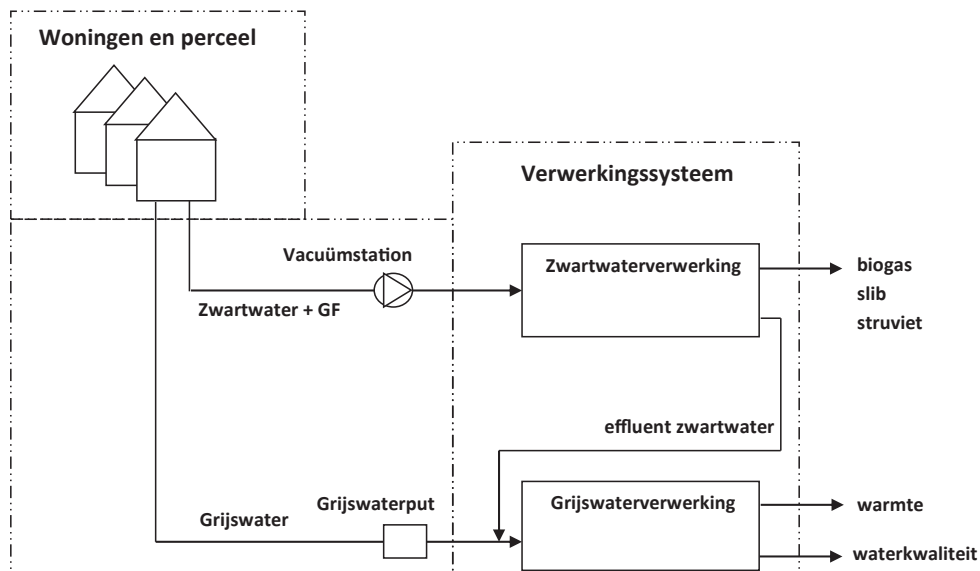 Woningen en perceel
Verwerkingssysteem
Vacuümstation
Zwartwater + GF
Zwartwaterverwerking
biogas
slib
struviet
effluent zwartwater
Grijswaterput
Grijswater
Grijswaterverwerking
warmte
waterkwaliteit